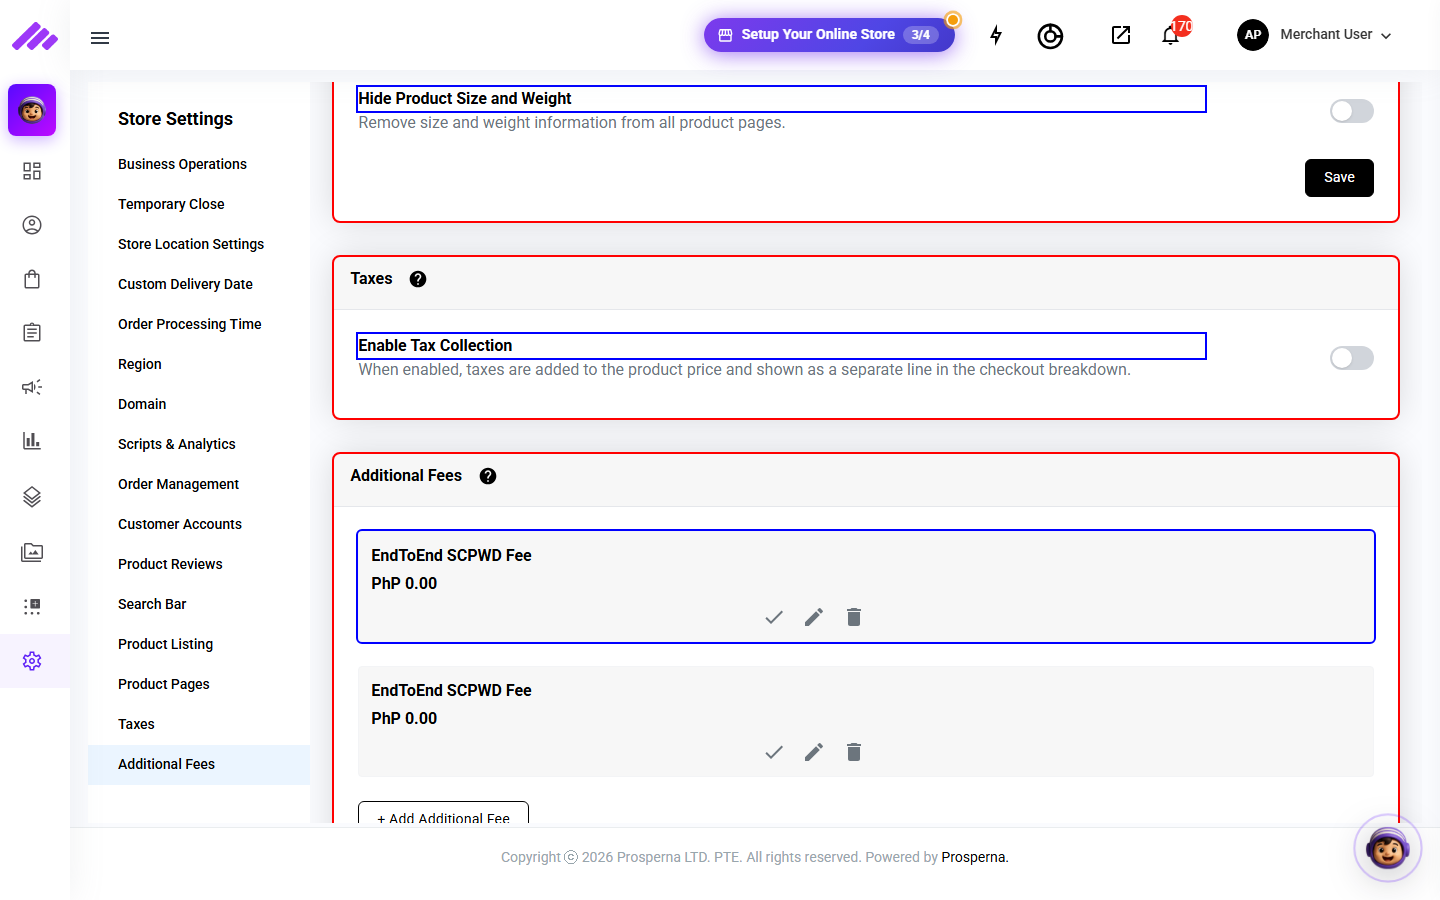 Setup Your Online Store 3/4
170
AP Merchant User
Store Settings
Business Operations
Temporary Close
Store Location Settings
Custom Delivery Date
Order Processing Time
Region
Domain
Scripts & Analytics
Order Management
Customer Accounts
Product Reviews
Search Bar
Product Listing
Product Pages
Taxes
Additional Fees
Hide Product Size and Weight
Remove size and weight information from all product pages.
Save
Taxes ?
Enable Tax Collection
When enabled, taxes are added to the product price and shown as a separate line in the checkout breakdown.
Additional Fees ?
EndToEnd SCPWD Fee
PhP 0.00
EndToEnd SCPWD Fee
PhP 0.00
+ Add Additional Fee
Copyright © 2026 Prosperna LTD. PTE. All rights reserved. Powered by Prosperna.